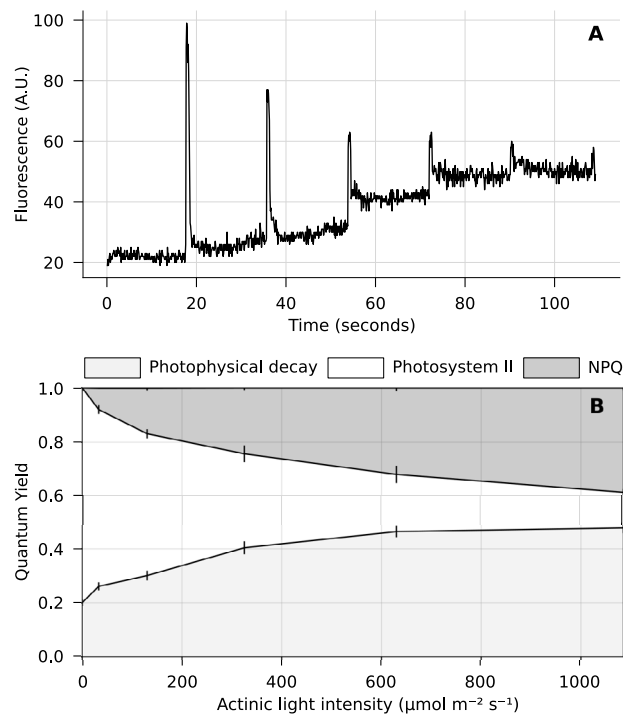 A
100
80
60
40
20
Fluorescence (A.U.)
0 20 40 60 80 100
Time (seconds)
Photophysical decay Photosystem II NPQ
B
1.0
0.8
0.6
0.4
0.2
0.0
Quantum Yield
0 200 400 600 800 1000
Actinic light intensity (μmol m⁻² s⁻¹)